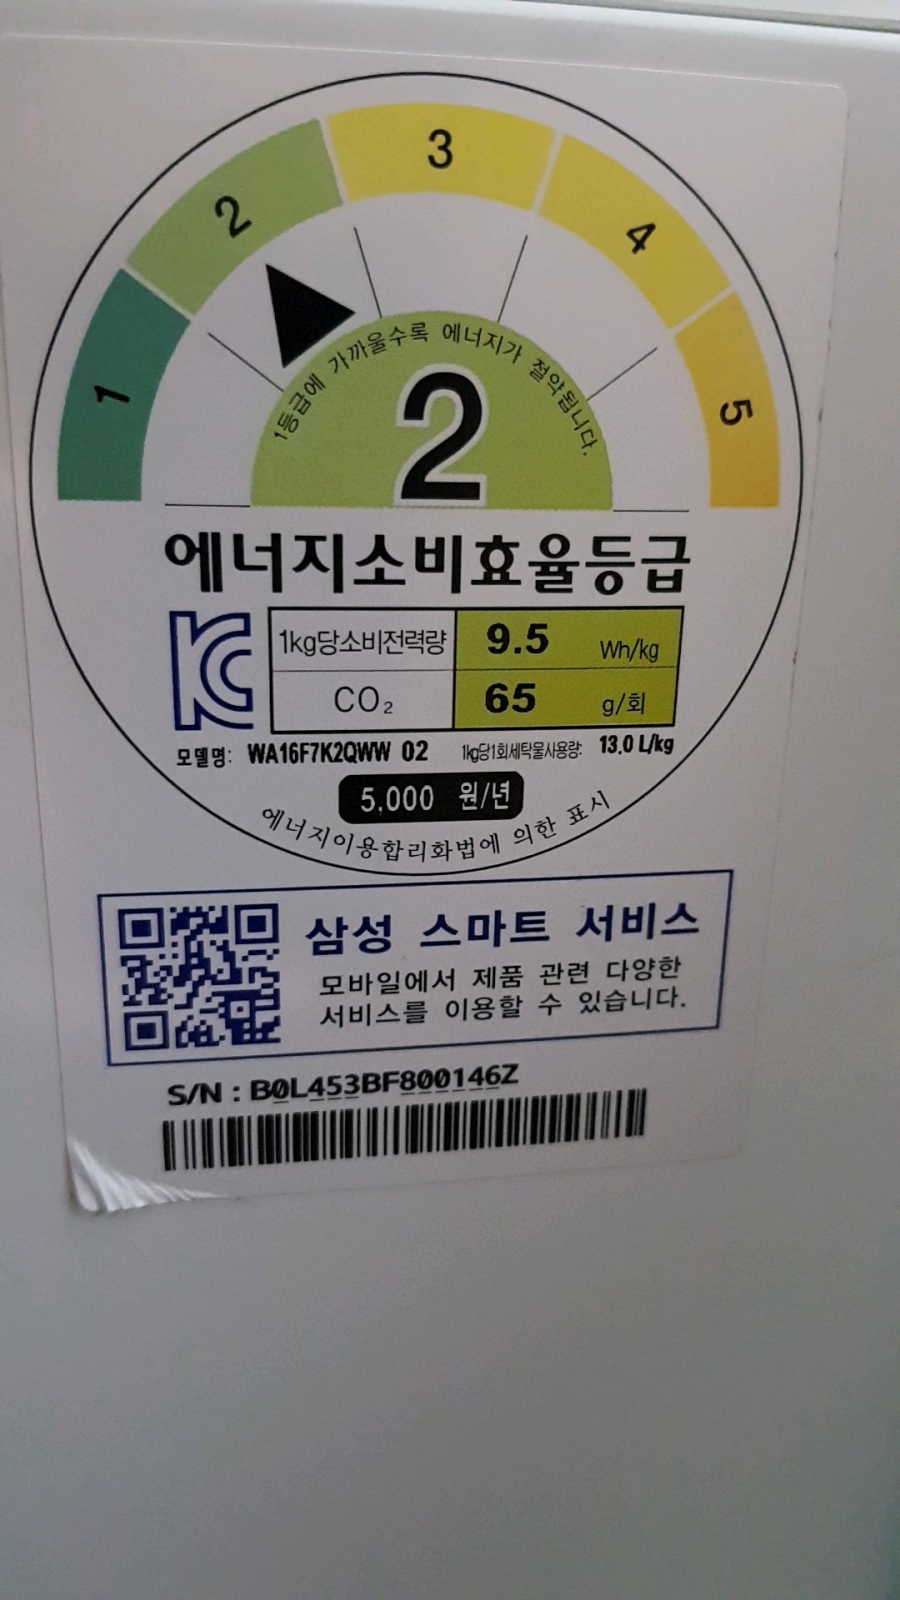 1
2
3
4
5
1등급에 가까울수록 에너지가 절약됩니다.
2
에너지소비효율등급
1kg당소비전력량 9.5 Wh/kg
CO₂ 65 g/회
모델명: WA16F7K2QWW 02 1kg당1회세탁물사용량: 13.0 L/kg
5,000 원/년
에너지이용합리화법에 의한 표시
삼성 스마트 서비스
모바일에서 제품 관련 다양한
서비스를 이용할 수 있습니다.
S/N : B0L453BF800146Z